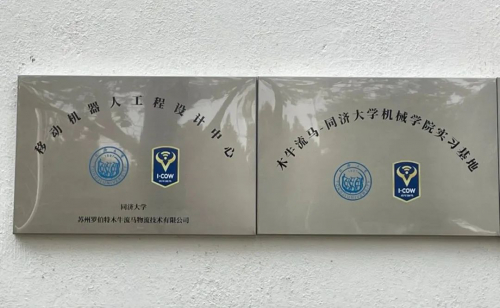 移动机器人工程设计中心
I-COW
同济大学
苏州罗伯特木牛流马物流技术有限公司
木牛流马-同济大学机械学院实习基地
I-COW